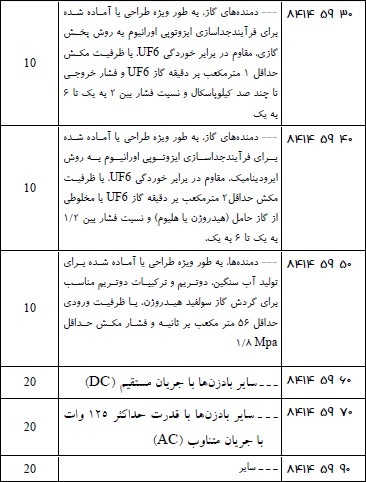 ۸۴۱۴ ۵۹ ۳۰
--- دمنده‌های گاز، به طور ویژه طراحی یا آماده شده
برای فرآیندجداسازی ایزوتوپی اورانیوم به روش پخش
گازی، مقاوم در برابر خوردگی UF6، با ظرفیت مکش
حداقل ۱ مترمکعب بر دقیقه گاز UF6 و فشار خروجی
تا چند صد کیلوپاسکال و نسبت فشار بین ۲ به یک تا ۶
به یک
10
۸۴۱۴ ۵۹ ۴۰
--- دمنده‌های گاز، به طور ویژه طراحی یا آماده شده
برای فرآیندجداسازی ایزوتوپی اورانیوم به روش
ایرودینامیک، مقاوم در برابر خوردگی UF6، با ظرفیت
مکش حداقل۲ مترمکعب بر دقیقه گاز UF6 یا مخلوطی
از گاز حامل (هیدروژن یا هلیوم) و نسبت فشار بین ۱/۲
به یک تا ۶ به یک.
10
۸۴۱۴ ۵۹ ۵۰
--- دمنده‌ها، به طور ویژه طراحی یا آماده شده برای
تولید آب سنگین، دوتریم و ترکیبات دوتریم مناسب
برای گردش گاز سولفید هیدروژن، با ظرفیت ورودی
حداقل ۵۶ متر مکعب بر ثانیه و فشار مکش حداقل
۱/۸ Mpa
10
۸۴۱۴ ۵۹ ۶۰
--- سایر بادزن‌ها با جریان مستقیم (DC)
20
۸۴۱۴ ۵۹ ۷۰
--- سایر بادزن‌ها با قدرت حداکثر ۱۲۵ وات
با جریان متناوب (AC)
20
۸۴۱۴ ۵۹ ۹۰
--- سایر
20